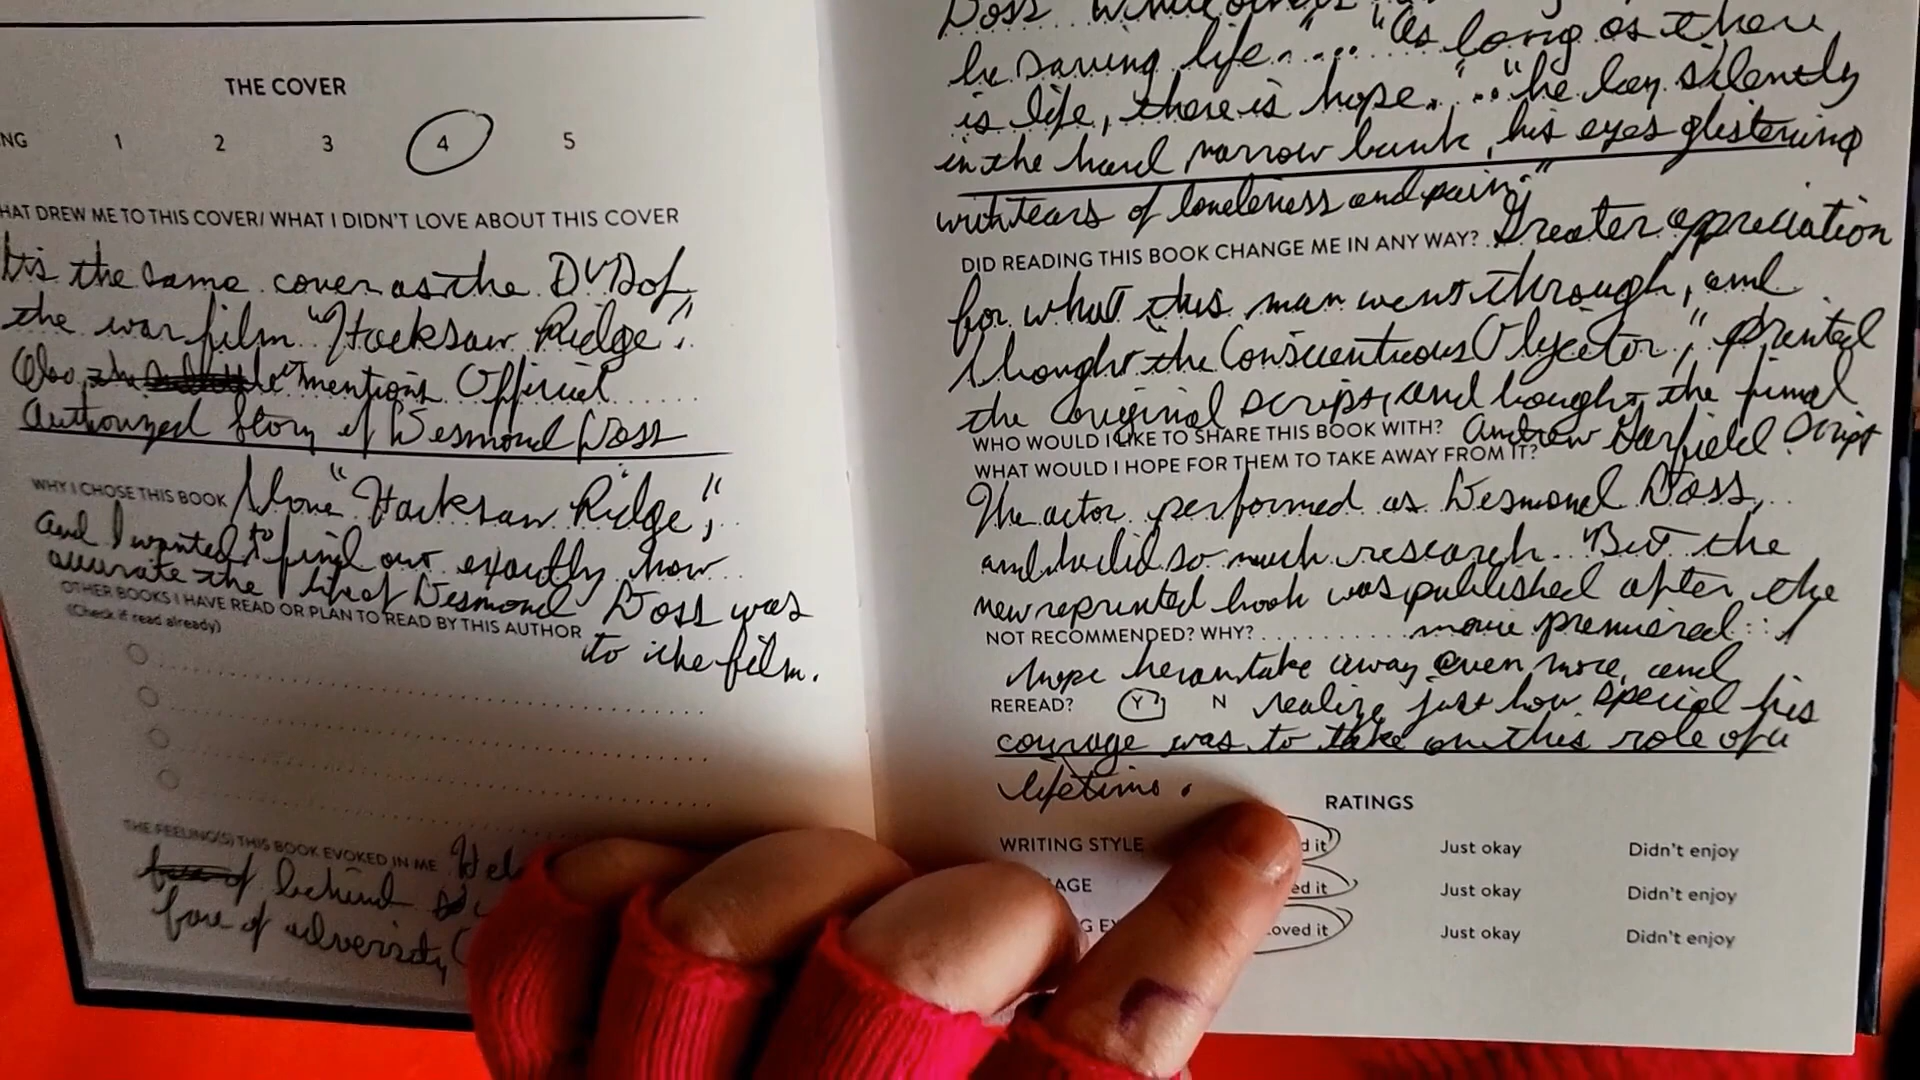 THE COVER
NG 1 2 3 4 5
HAT DREW ME TO THIS COVER/ WHAT I DIDN'T LOVE ABOUT THIS COVER
It's the same cover as the DVD of
the war film "Hacksaw Ridge".
Also, mentions Official
Authorized Story of Desmond Doss
WHY I CHOSE THIS BOOK I love "Hacksaw Ridge",
and I wanted to find out exactly how
accurate the life of Desmond Doss was
OTHER BOOKS I HAVE READ OR PLAN TO READ BY THIS AUTHOR
to the film.
(Check if read already)
THE FEELING(S) THIS BOOK EVOKED IN ME
behind
face of adversity
Doss
be saving life." ... "As long as there
is life, there is hope." ... "he lay silently
in the hard narrow bunk, his eyes glistening
with tears of loneliness and pain."
DID READING THIS BOOK CHANGE ME IN ANY WAY? Greater appreciation
for what this man went through, and
I bought the "Conscientious Objector," printed
the original script, and bought the final
script
WHO WOULD I LIKE TO SHARE THIS BOOK WITH? Andrew Garfield.
WHAT WOULD I HOPE FOR THEM TO TAKE AWAY FROM IT?
The actor performed as Desmond Doss,
and he did so much research. But the
new reprinted book was published after the
NOT RECOMMENDED? WHY? movie premiered. I
hope he can take away even more, and
REREAD? Y N realize just how special his
courage was to take on this role of a
lifetime.
RATINGS
WRITING STYLE d it Just okay Didn't enjoy
AGE ed it Just okay Didn't enjoy
G E oved it Just okay Didn't enjoy